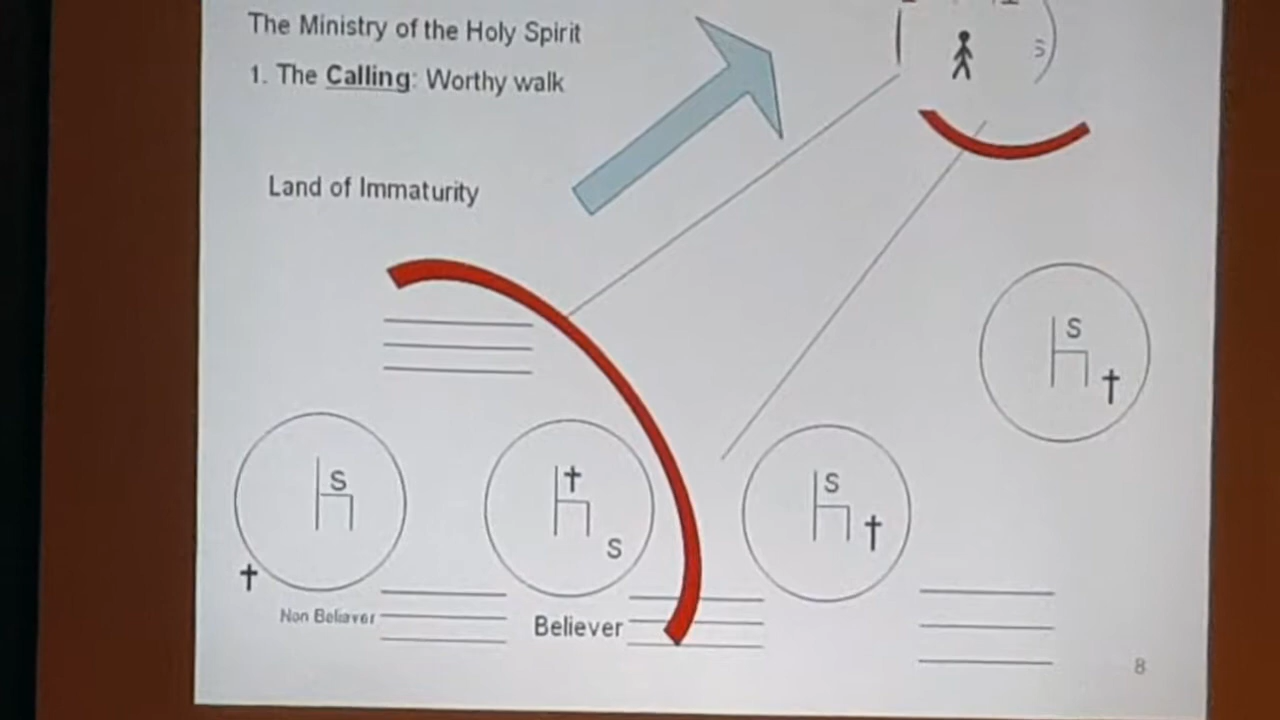 The Ministry of the Holy Spirit
1. The Calling: Worthy walk
S
Land of Immaturity
S
S
S
S
Non Believer
Believer
8